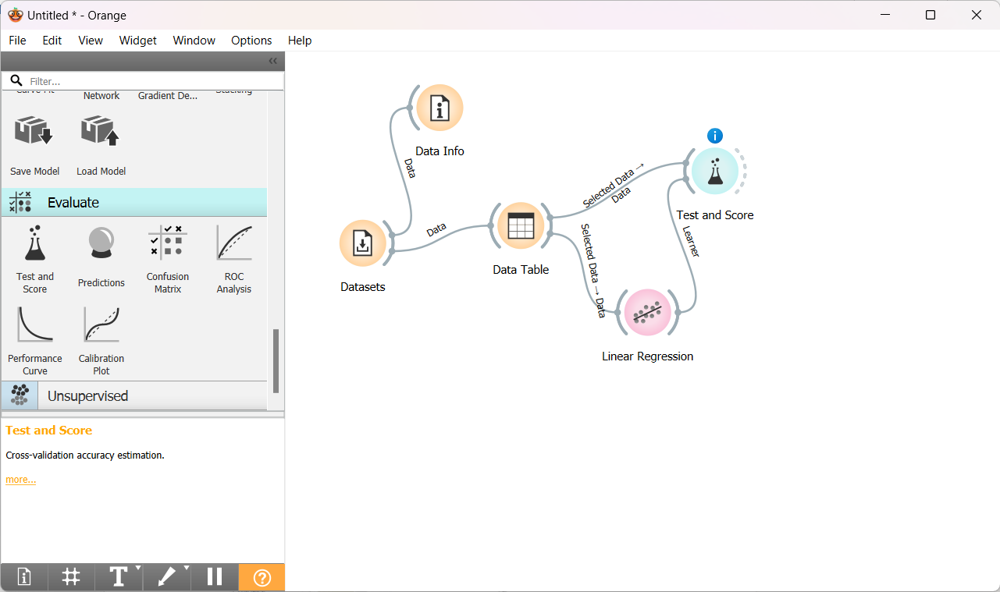 Untitled * - Orange
File Edit View Widget Window Options Help
Filter...
Network Gradient De...
Save Model Load Model
Evaluate
Test and Score
Predictions
Confusion Matrix
ROC Analysis
Performance Curve
Calibration Plot
Unsupervised
Test and Score
Cross-validation accuracy estimation.
more...
T
?
Data Info
Data
Datasets
Data
Data Table
Selected Data →
Data
Selected Data → Data
Linear Regression
Learner
i
Test and Score